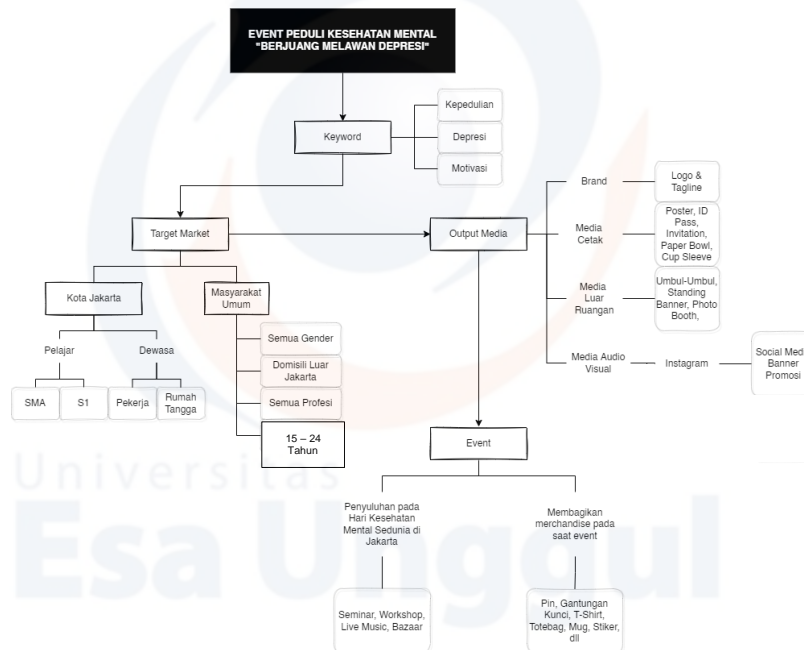 EVENT PEDULI KESEHATAN MENTAL
"BERJUANG MELAWAN DEPRESI"
Keyword
Kepedulian
Depresi
Motivasi
Target Market
Output Media
Brand
Logo &
Tagline
Media
Cetak
Poster, ID
Pass,
Invitation,
Paper Bowl,
Cup Sleeve
Media
Luar
Ruangan
Umbul-Umbul,
Standing
Banner, Photo
Booth,
Media Audio
Visual
Instagram
Social Med
Banner
Promosi
Kota Jakarta
Masyarakat
Umum
Pelajar
Dewasa
SMA
S1
Pekerja
Rumah
Tangga
Semua Gender
Domisili Luar
Jakarta
Semua Profesi
15 – 24
Tahun
Event
Penyuluhan pada
Hari Kesehatan
Mental Sedunia di
Jakarta
Membagikan
merchandise pada
saat event
Seminar, Workshop,
Live Music, Bazaar
Pin, Gantungan
Kunci, T-Shirt,
Totebag, Mug, Stiker,
dll
Universitas
Esa Unggul